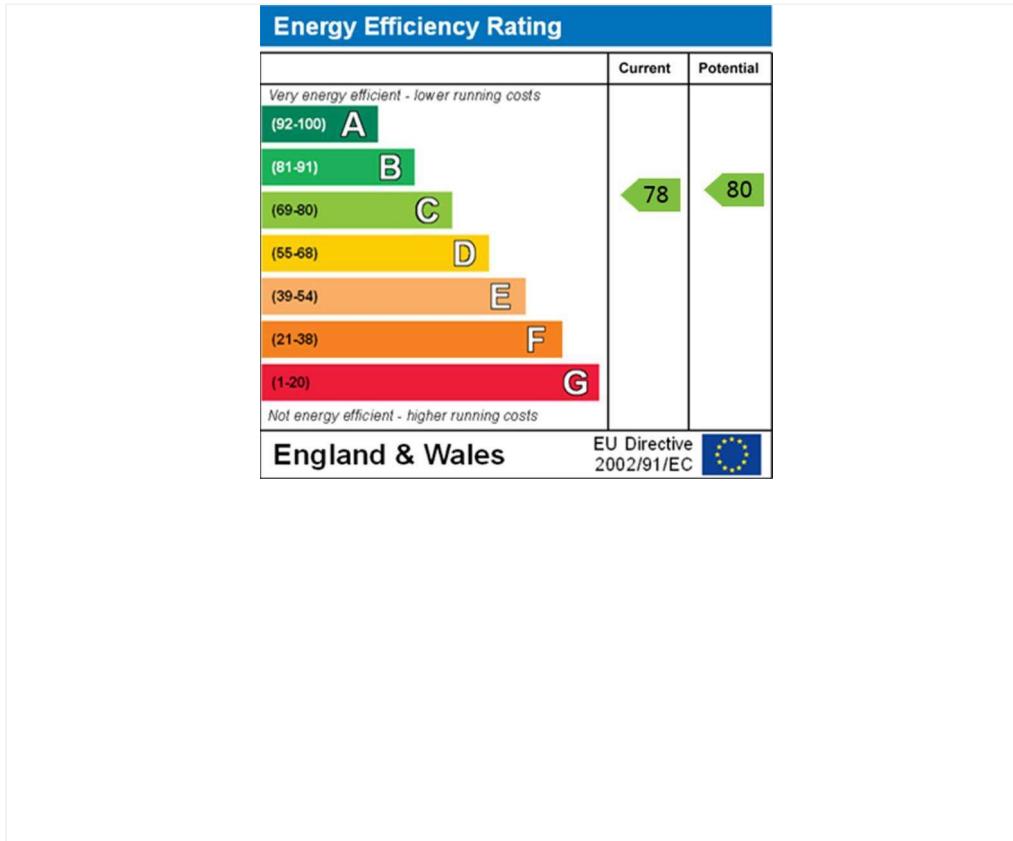 Energy Efficiency Rating
Current Potential
Very energy efficient - lower running costs
(92-100) A
(81-91) B
(69-80) C
78 80
(55-68) D
(39-54) E
(21-38) F
(1-20) G
Not energy efficient - higher running costs
England & Wales
EU Directive
2002/91/EC